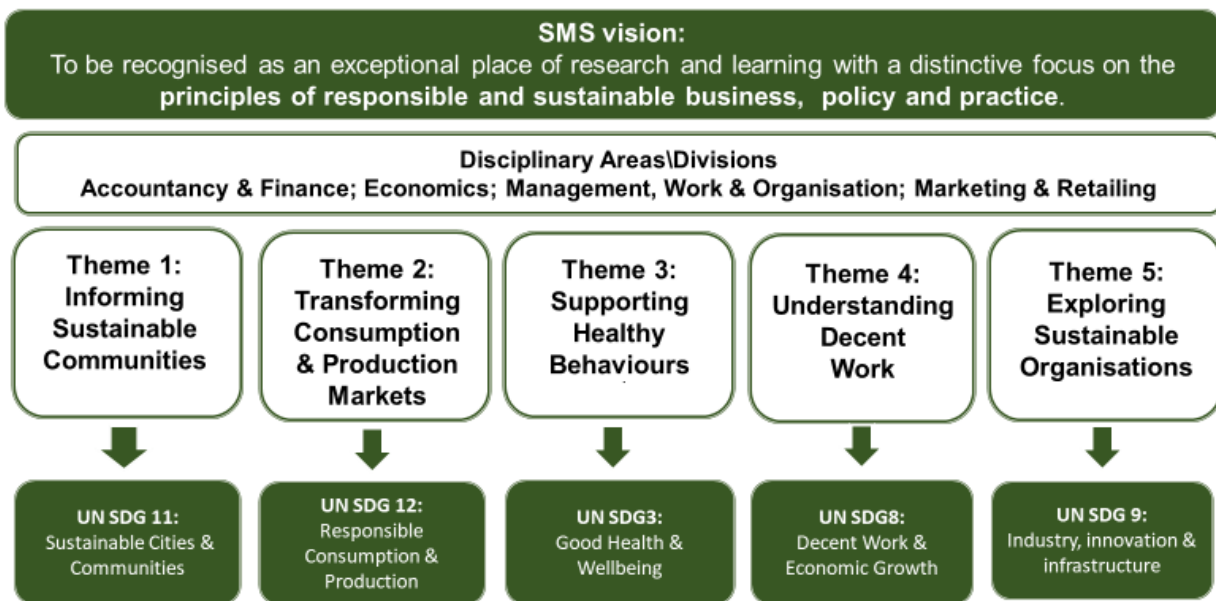 SMS vision:
To be recognised as an exceptional place of research and learning with a distinctive focus on the
principles of responsible and sustainable business, policy and practice.
Disciplinary Areas\Divisions
Accountancy & Finance; Economics; Management, Work & Organisation; Marketing & Retailing
Theme 1:
Informing
Sustainable
Communities
Theme 2:
Transforming
Consumption
& Production
Markets
Theme 3:
Supporting
Healthy
Behaviours
Theme 4:
Understanding
Decent
Work
Theme 5:
Exploring
Sustainable
Organisations
UN SDG 11:
Sustainable Cities &
Communities
UN SDG 12:
Responsible
Consumption &
Production
UN SDG3:
Good Health &
Wellbeing
UN SDG8:
Decent Work &
Economic Growth
UN SDG 9:
Industry, innovation &
infrastructure